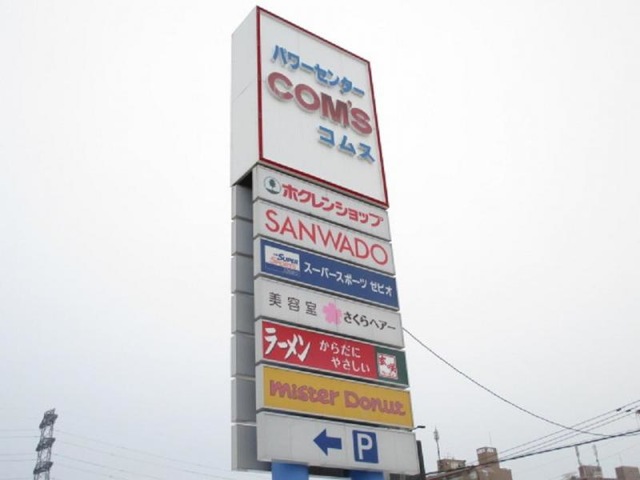 パワーセンター
COM'S
コムス
ホクレンショップ
SANWADO
SUPER
スーパースポーツ ゼビオ
美容室 さくらヘアー
ラーメン からだに
やさしい
Mister Donut
P